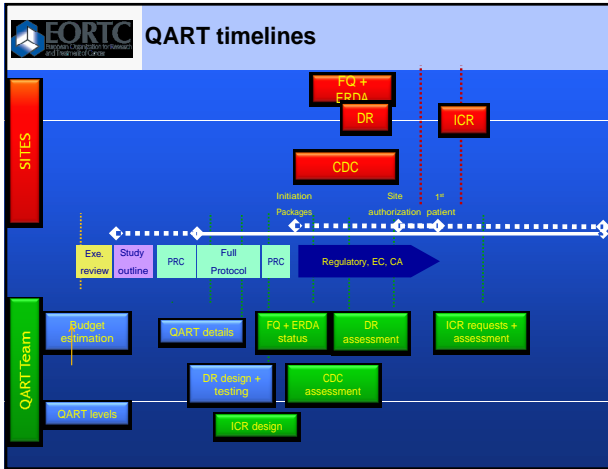 EORTC
European Organization for Research
and Treatment of Cancer
QART timelines
SITES
FQ +
ERDA
DR
ICR
CDC
Initiation
Packages
Site
authorization
1st
patient
Exe.
review
Study
outline
PRC
Full
Protocol
PRC
Regulatory, EC, CA
QART Team
Budget
estimation
QART details
FQ + ERDA
status
DR
assessment
ICR requests +
assessment
DR design +
testing
CDC
assessment
QART levels
ICR design